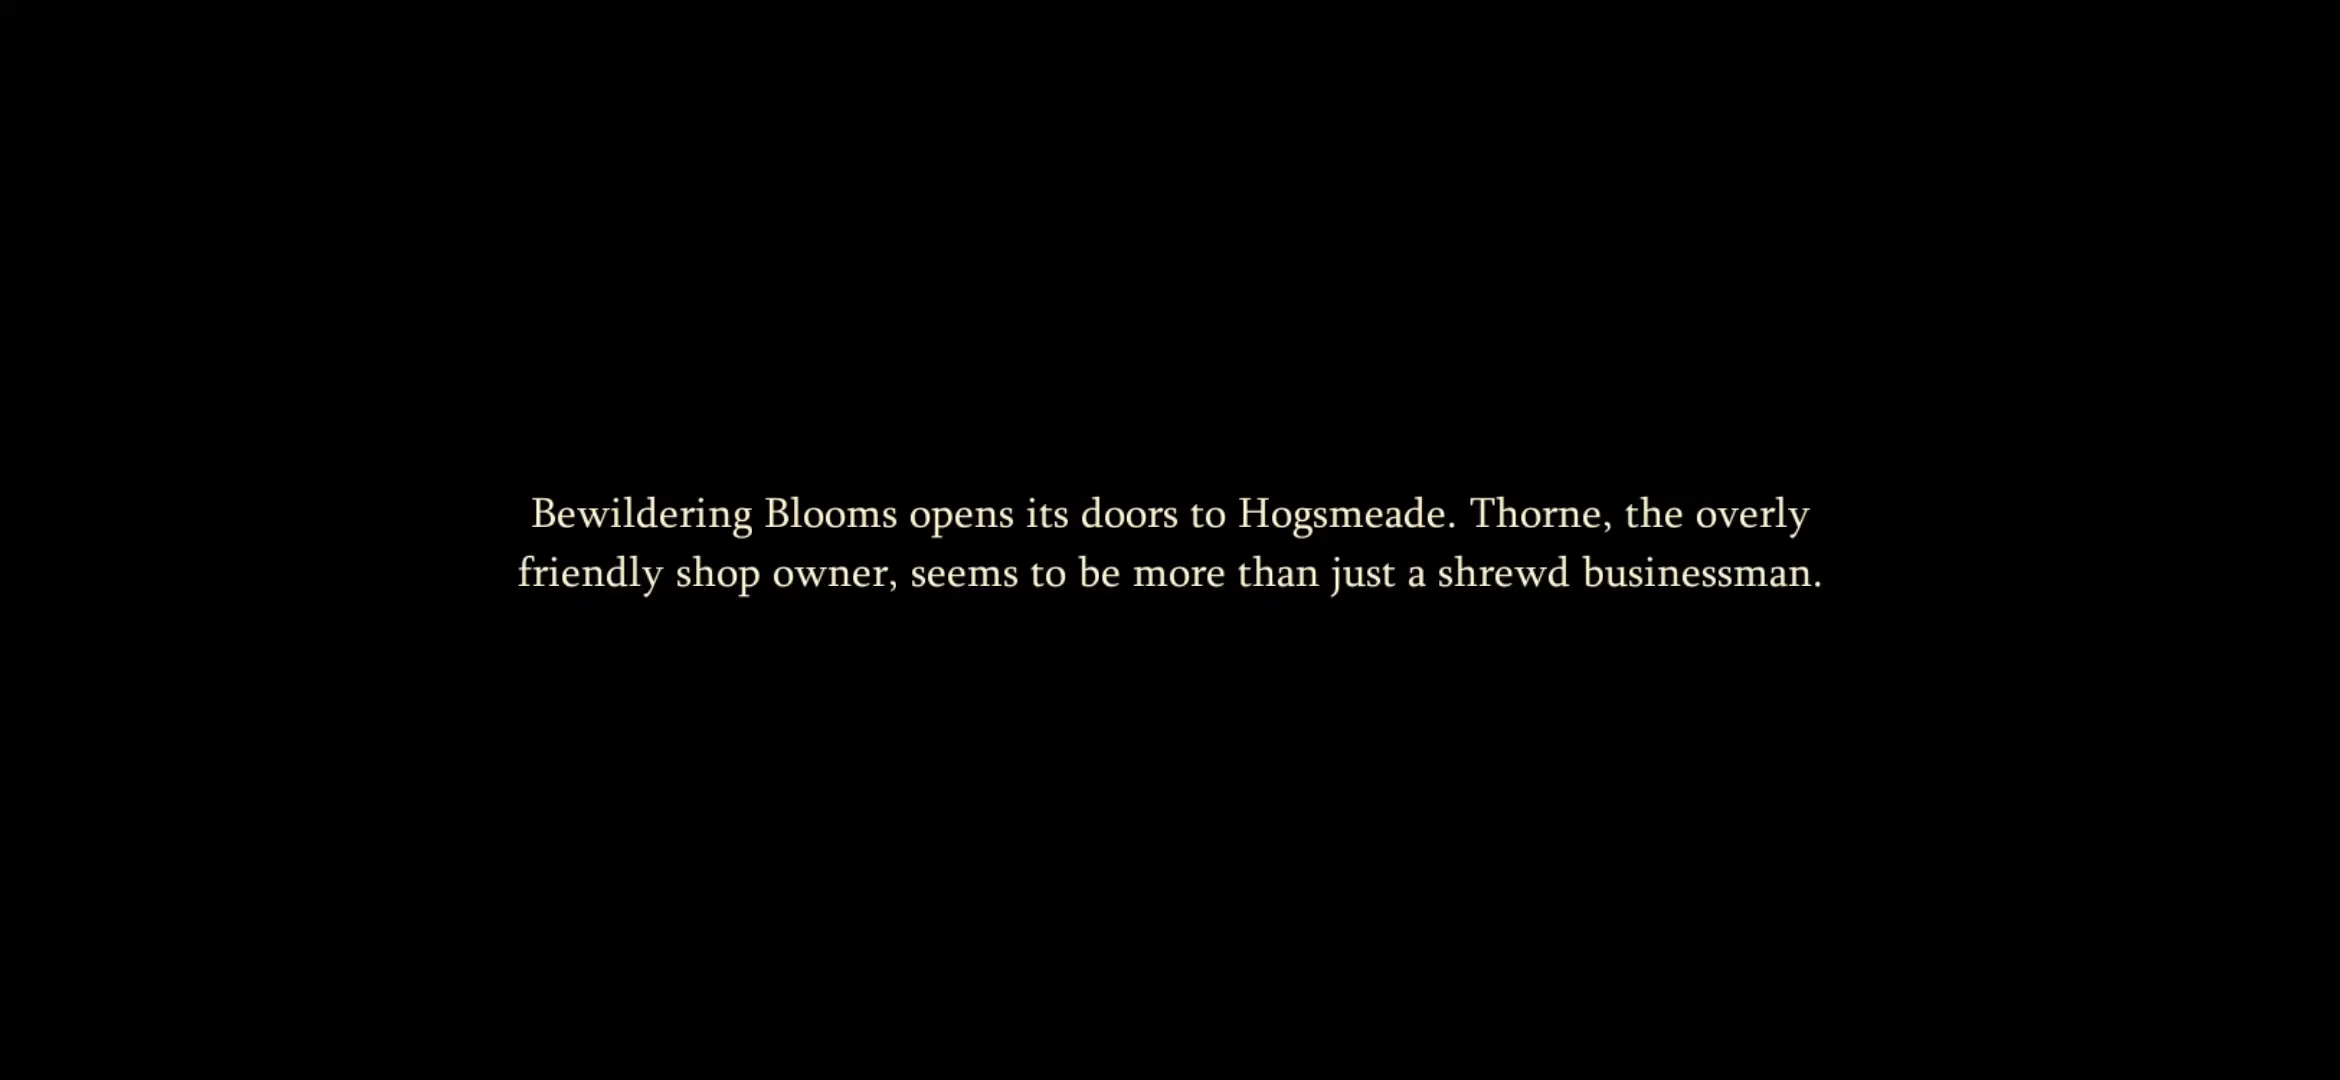 Bewildering Blooms opens its doors to Hogsmeade. Thorne, the overly
friendly shop owner, seems to be more than just a shrewd businessman.